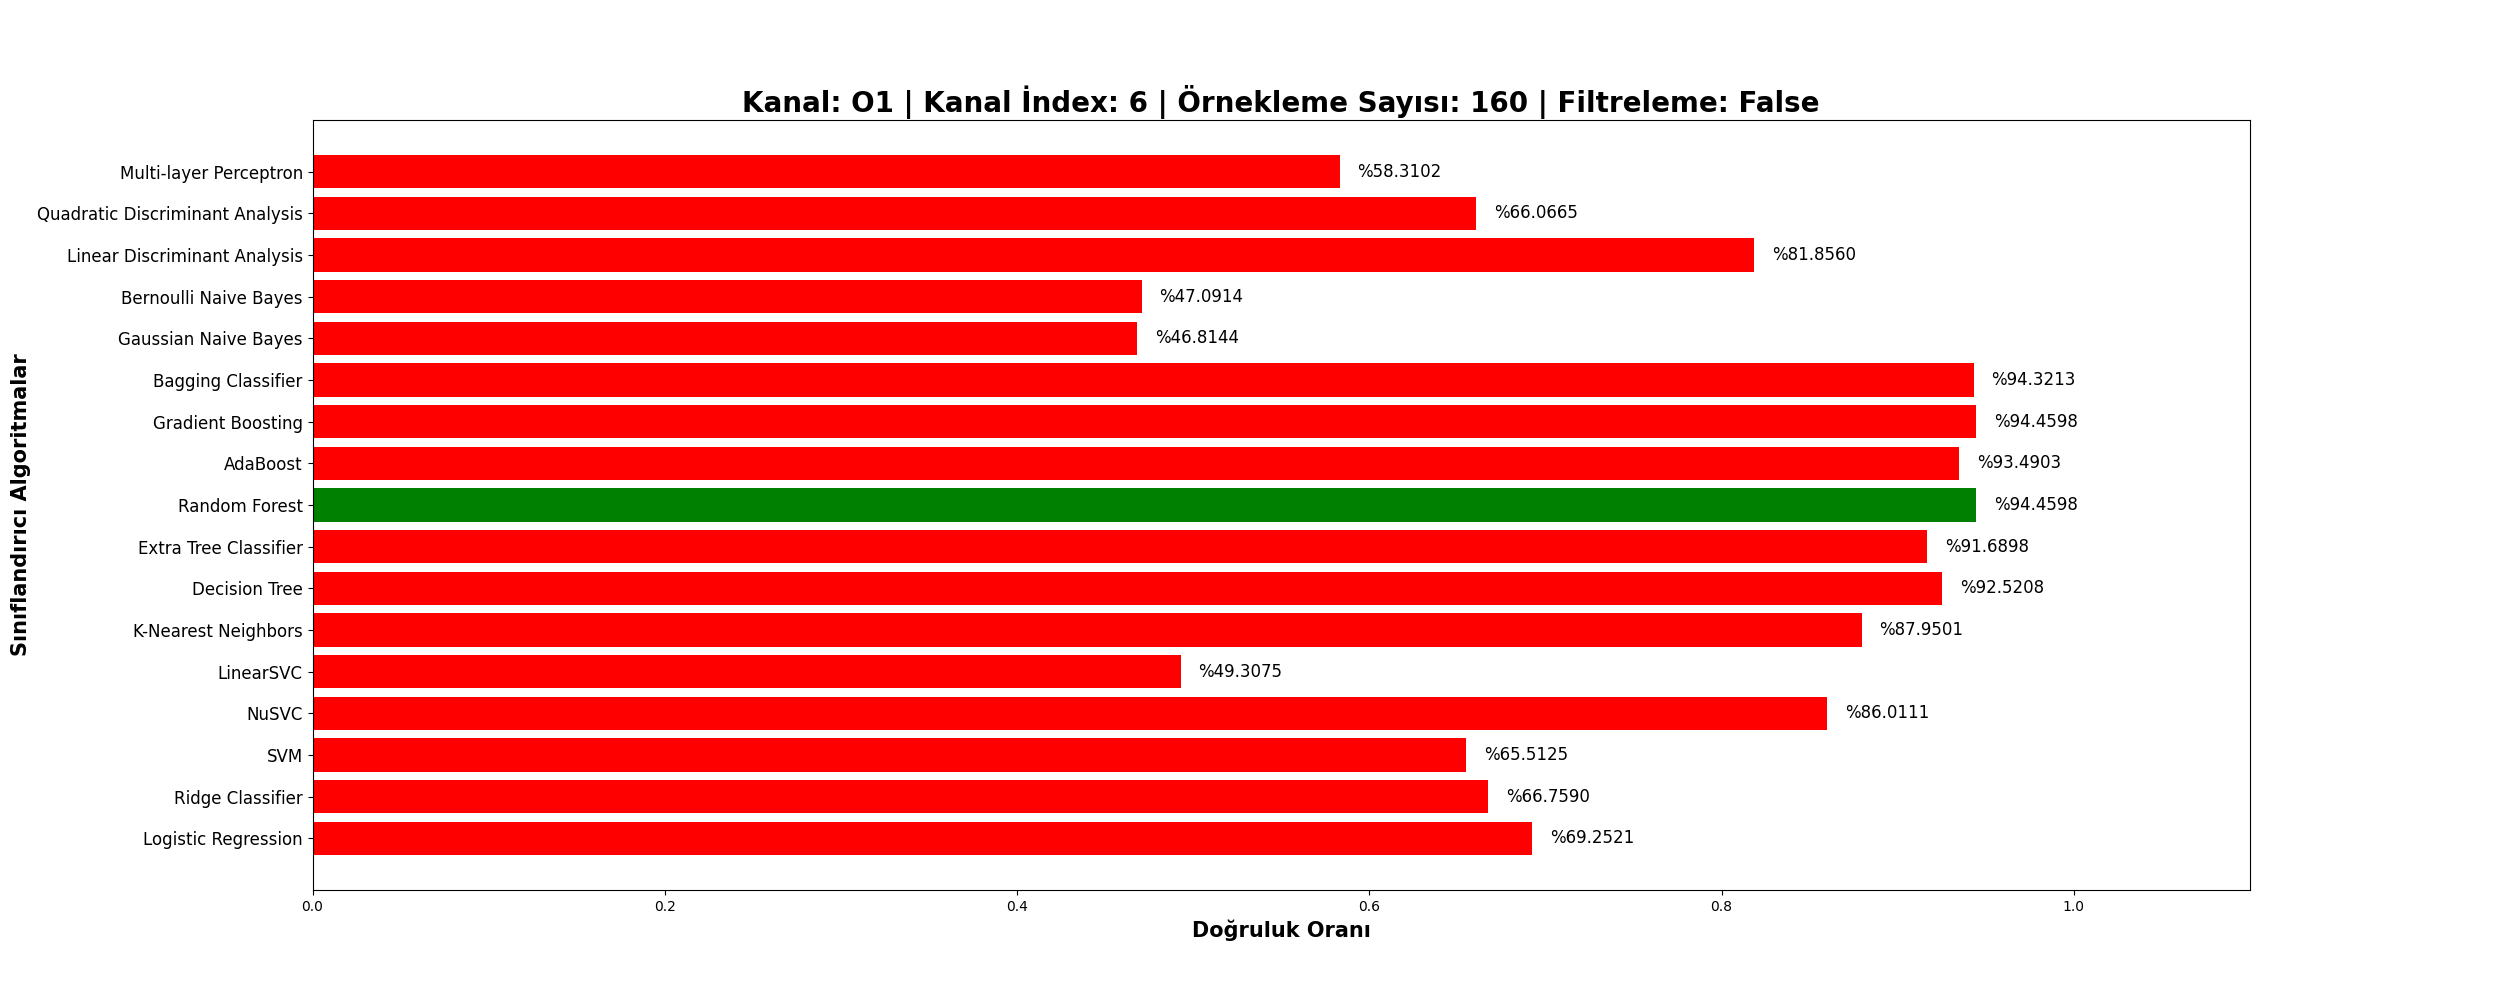 Kanal: O1 | Kanal İndex: 6 | Örnekleme Sayısı: 160 | Filtreleme: False
Multi-layer Perceptron %58.3102
Quadratic Discriminant Analysis %66.0665
Linear Discriminant Analysis %81.8560
Bernoulli Naive Bayes %47.0914
Gaussian Naive Bayes %46.8144
Bagging Classifier %94.3213
Gradient Boosting %94.4598
AdaBoost %93.4903
Random Forest %94.4598
Extra Tree Classifier %91.6898
Decision Tree %92.5208
K-Nearest Neighbors %87.9501
LinearSVC %49.3075
NuSVC %86.0111
SVM %65.5125
Ridge Classifier %66.7590
Logistic Regression %69.2521
0.0 0.2 0.4 0.6 0.8 1.0
Doğruluk Oranı
Sınıflandırıcı Algoritmalar